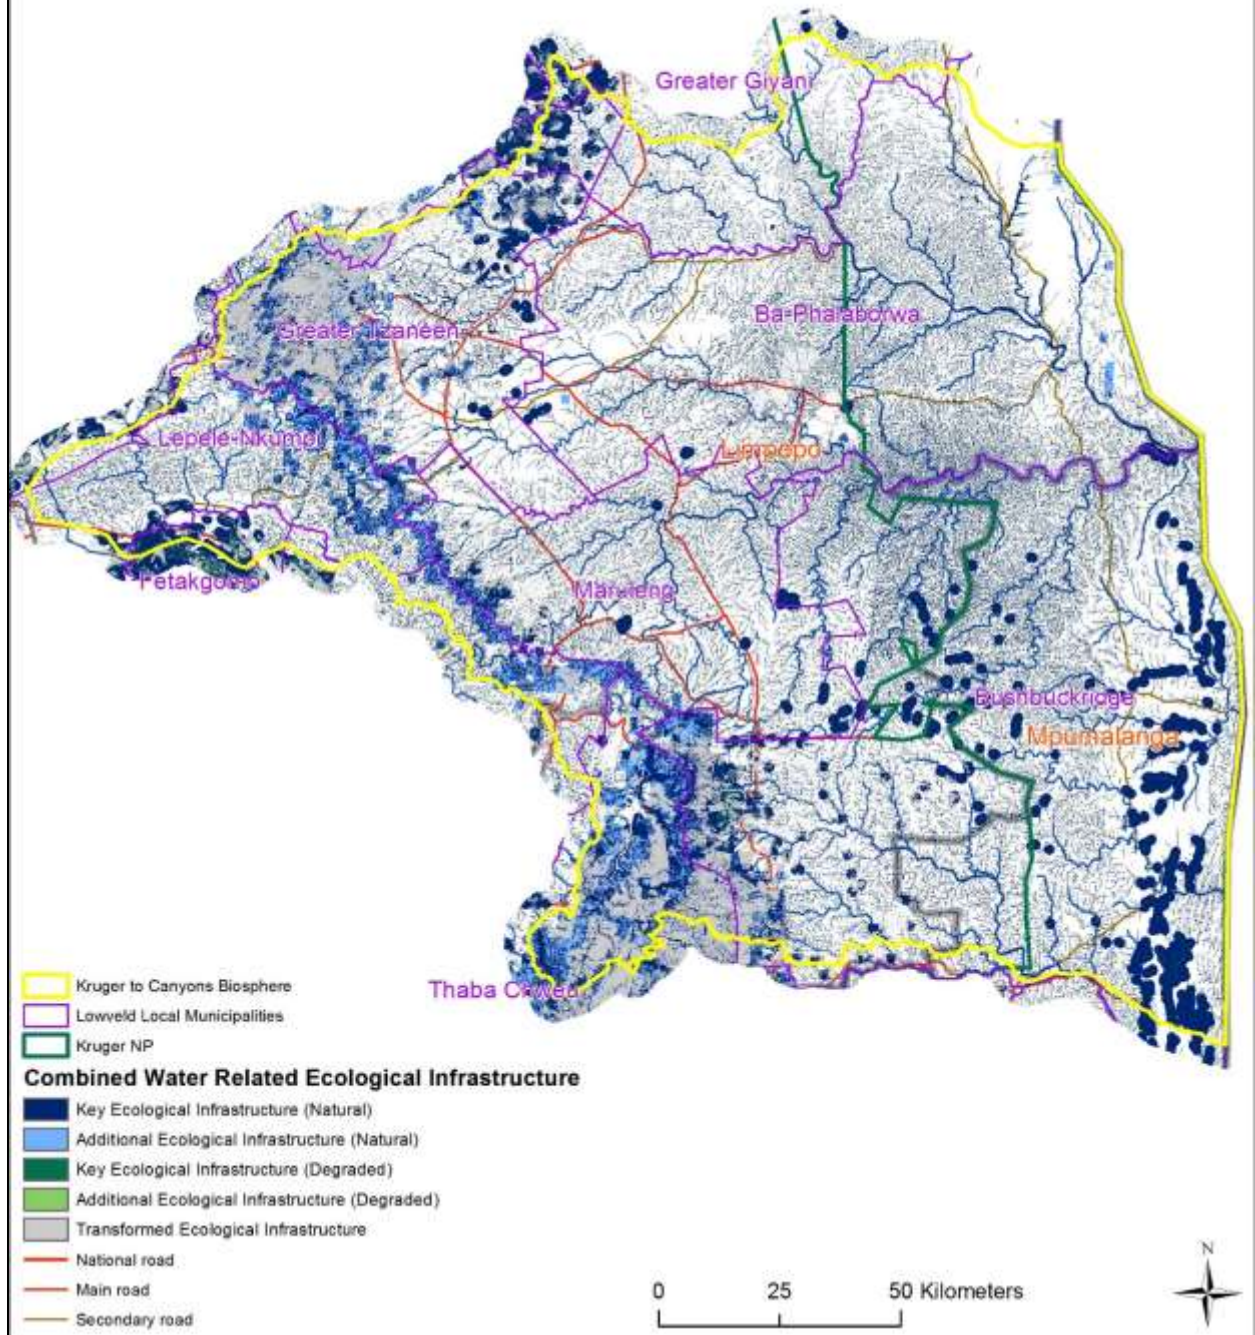 Greater Giyani
Ba-Phalaborwa
Greater Tzaneen
Lepele-Nkumpi
Limpopo
Fetakgomo
Maruleng
Bushbuckridge
Mpumalanga
Thaba Chweu
Kruger to Canyons Biosphere
Lowveld Local Municipalities
Kruger NP
Combined Water Related Ecological Infrastructure
Key Ecological Infrastructure (Natural)
Additional Ecological Infrastructure (Natural)
Key Ecological Infrastructure (Degraded)
Additional Ecological Infrastructure (Degraded)
Transformed Ecological Infrastructure
National road
Main road
Secondary road
0 25 50 Kilometers
N